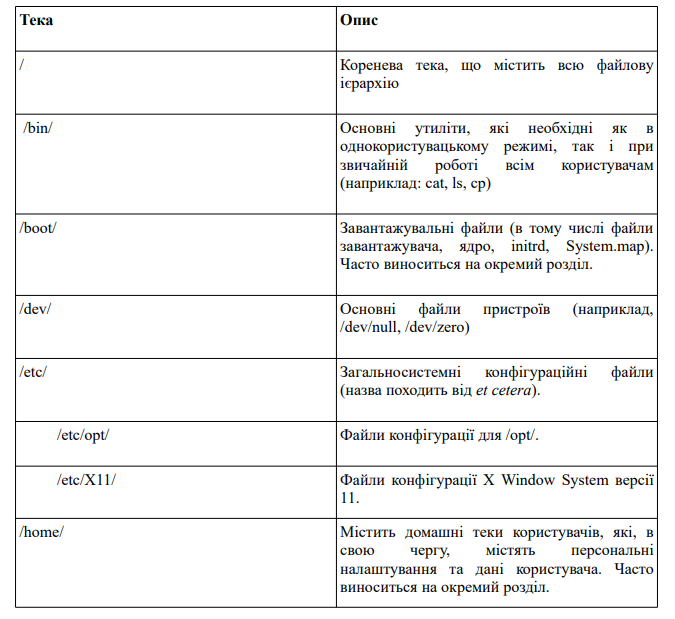 Тека Опис
/ Коренева тека, що містить всю файлову
ієрархію
/bin/ Основні утиліти, які необхідні як в
однокористувацькому режимі, так і при
звичайній роботі всім користувачам
(наприклад: cat, ls, cp)
/boot/ Завантажувальні файли (в тому числі файли
завантажувача, ядро, initrd, System.map).
Часто виноситься на окремий розділ.
/dev/ Основні файли пристроїв (наприклад,
/dev/null, /dev/zero)
/etc/ Загальносистемні конфігураційні файли
(назва походить від et cetera).
/etc/opt/ Файли конфігурації для /opt/.
/etc/X11/ Файли конфігурації X Window System версії
11.
/home/ Містить домашні теки користувачів, які, в
свою чергу, містять персональні
налаштування та дані користувача. Часто
виноситься на окремий розділ.